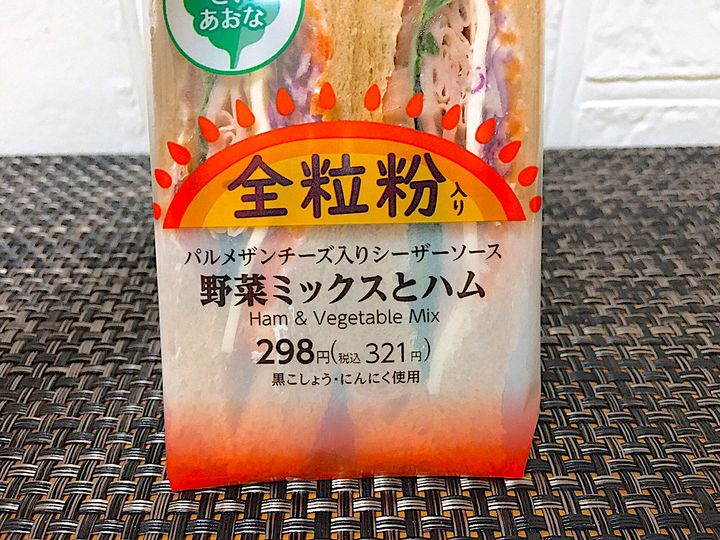 あおな
全粒粉入り
パルメザンチーズ入りシーザーソース
野菜ミックスとハム
Ham & Vegetable Mix
298円(税込 321円)
黒こしょう・にんにく使用